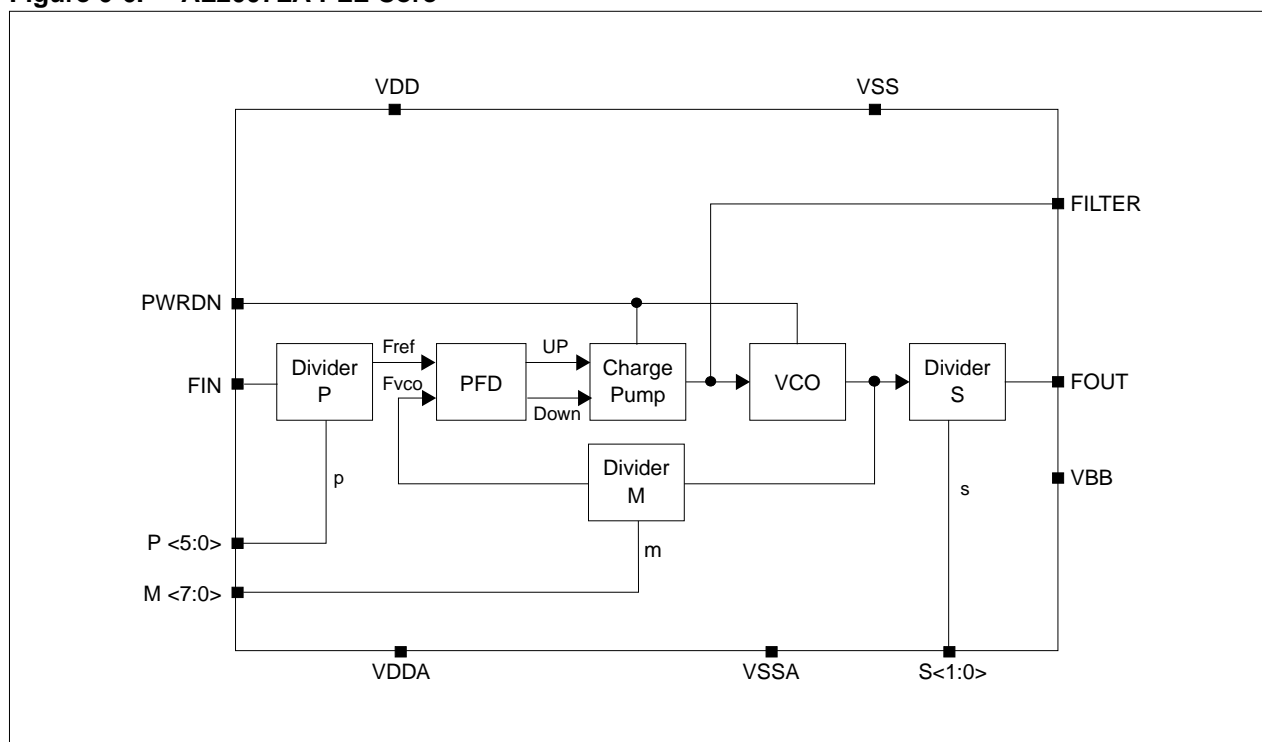 VDD
VSS
FILTER
PWRDN
Fref
UP
Divider
P
PFD
Charge
Pump
VCO
Divider
S
FIN
Fvco
Down
FOUT
Divider
M
p
s
VBB
P <5:0>
m
M <7:0>
VDDA
VSSA
S<1:0>